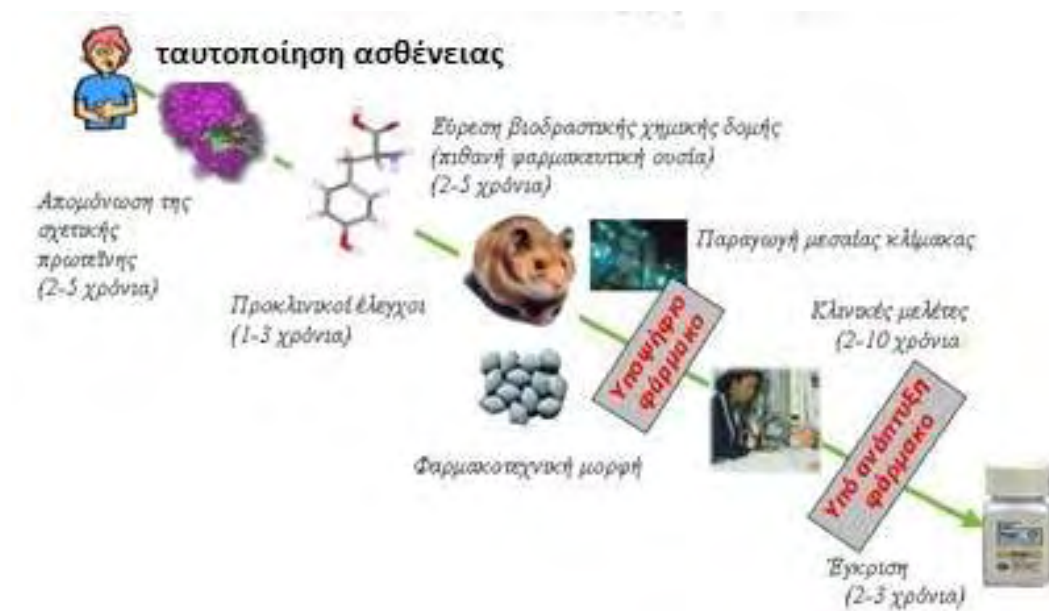 ταυτοποίηση ασθένειας
Εύρεση βιοδραστικής χημικής δομής
(πιθανή φαρμακευτική ουσία)
(2-5 χρόνια)
Απομόνωση της
σχετικής
πρωτεΐνης
(2-5 χρόνια)
Παραγωγή μεσαίας κλίμακας
Προκλινικοί έλεγχοι
(1-3 χρόνια)
Κλινικές μελέτες
(2-10 χρόνια
Υποψήφιο
φάρμακο
Φαρμακοτεχνική μορφή
Υπό ανάπτυξη
φάρμακο
Έγκριση
(2-3 χρόνια)